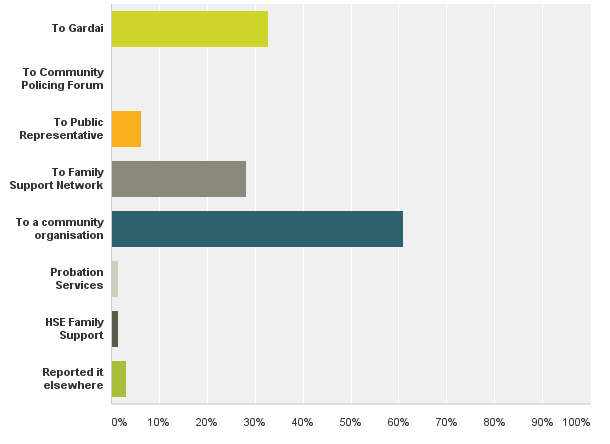 To Gardai
To Community
Policing Forum
To Public
Representative
To Family
Support Network
To a community
organisation
Probation
Services
HSE Family
Support
Reported it
elsewhere
0% 10% 20% 30% 40% 50% 60% 70% 80% 90% 100%